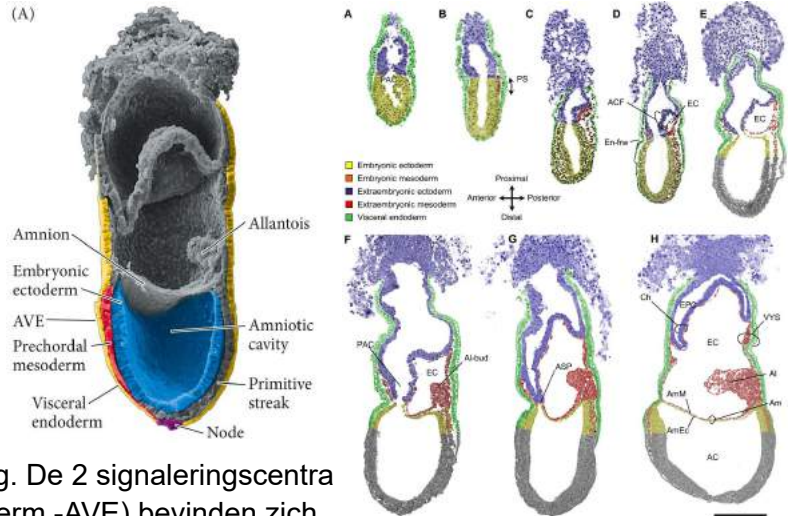 (A)
Amnion
Embryonic
ectoderm
AVE
Prechordal
mesoderm
Visceral
endoderm
Allantois
Amniotic
cavity
Primitive
streak
Node
A
B
C
D
E
PAC
PS
ACF
EC
En-fne
EC
Embryonic ectoderm
Embryonic mesoderm
Extraembryonic ectoderm
Extraembryonic mesoderm
Visceral endoderm
Proximal
Anterior
Posterior
Distal
F
G
H
PAC
EC
Al-bud
ASP
Ch
EPC
VYS
EC
Al
AmM
Am
AmEc
AC
g. De 2 signaleringscentra
erm -AVE) bevinden zich